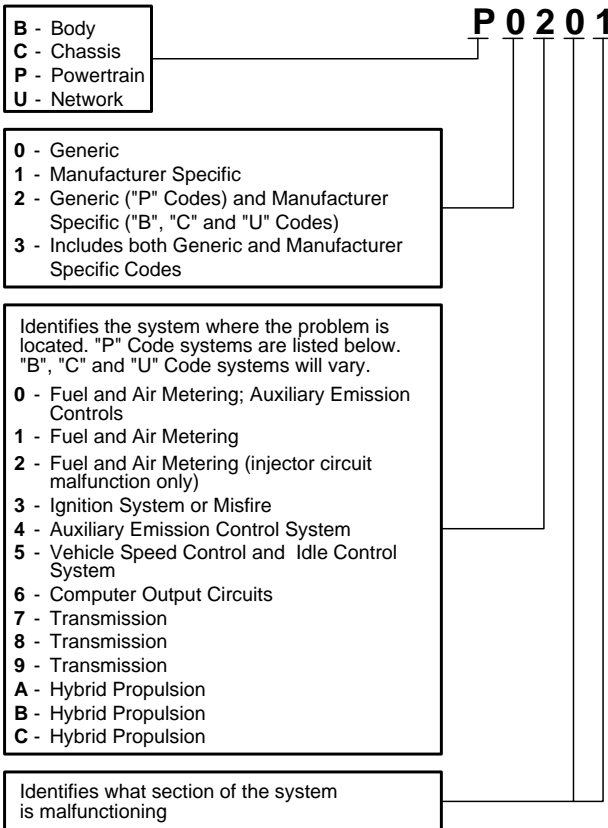 P 0 2 0 1
B - Body
C - Chassis
P - Powertrain
U - Network
0 - Generic
1 - Manufacturer Specific
2 - Generic ("P" Codes) and Manufacturer
Specific ("B", "C" and "U" Codes)
3 - Includes both Generic and Manufacturer
Specific Codes
Identifies the system where the problem is
located. "P" Code systems are listed below.
"B", "C" and "U" Code systems will vary.
0 - Fuel and Air Metering; Auxiliary Emission
Controls
1 - Fuel and Air Metering
2 - Fuel and Air Metering (injector circuit
malfunction only)
3 - Ignition System or Misfire
4 - Auxiliary Emission Control System
5 - Vehicle Speed Control and Idle Control
System
6 - Computer Output Circuits
7 - Transmission
8 - Transmission
9 - Transmission
A - Hybrid Propulsion
B - Hybrid Propulsion
C - Hybrid Propulsion
Identifies what section of the system
is malfunctioning